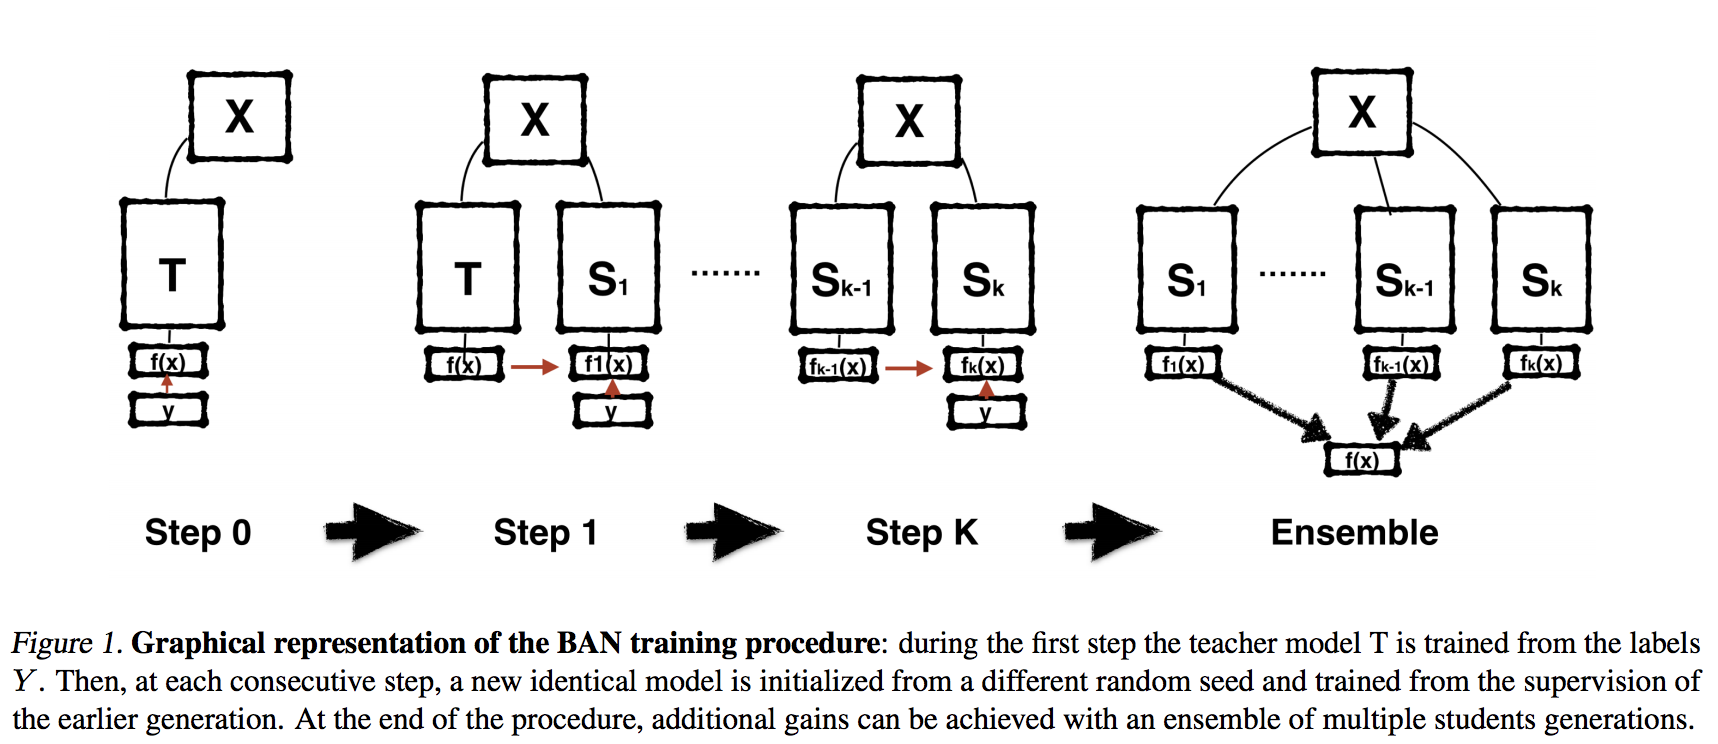 X
T
f(x)
y
Step 0
X
T
S1
f(x)
f1(x)
y
Step 1
.......
X
Sk-1
Sk
fk-1(x)
fk(x)
y
Step K
X
S1
.......
Sk-1
Sk
f1(x)
fk-1(x)
fk(x)
f(x)
Ensemble
Figure 1. Graphical representation of the BAN training procedure: during the first step the teacher model T is trained from the labels
Y. Then, at each consecutive step, a new identical model is initialized from a different random seed and trained from the supervision of
the earlier generation. At the end of the procedure, additional gains can be achieved with an ensemble of multiple students generations.